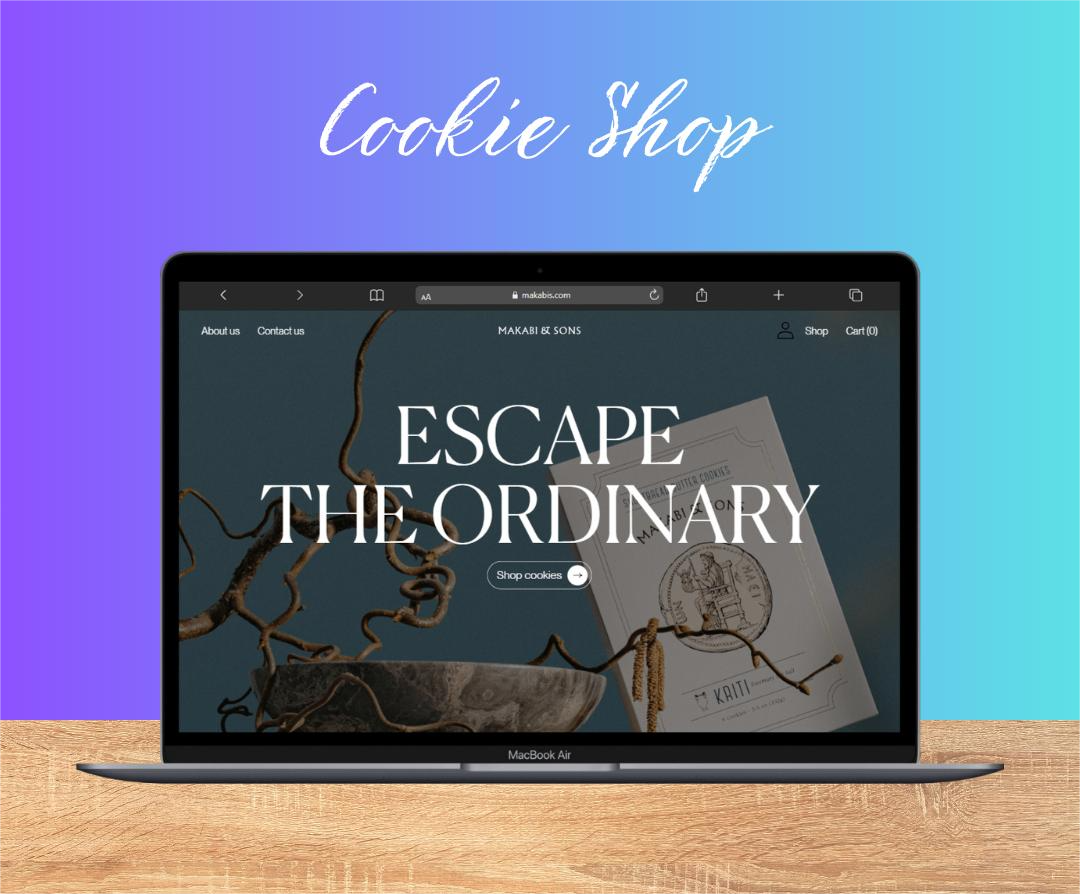 Cookie Shop
AA makabis.com
About us Contact us MAKABI & SONS Shop Cart (0)
ESCAPE
THE ORDINARY
Shop cookies
SHORTBREAD BUTTER COOKIES
MAKABI & SONS
KRITI
MacBook Air